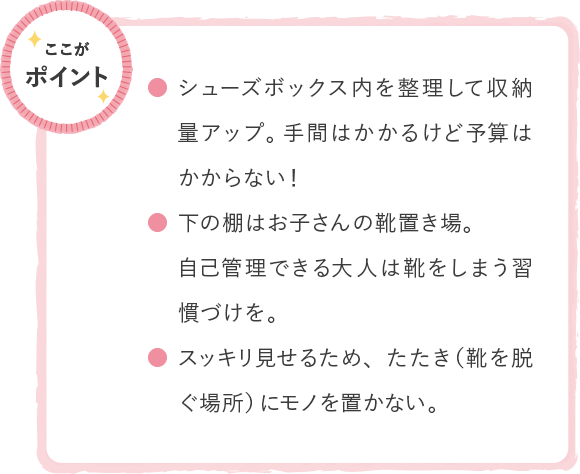 ここが
ポイント
● シューズボックス内を整理して収納
量アップ。手間はかかるけど予算は
かからない！
● 下の棚はお子さんの靴置き場。
自己管理できる大人は靴をしまう習
慣づけを。
● スッキリ見せるため、たたき（靴を脱
ぐ場所）にモノを置かない。